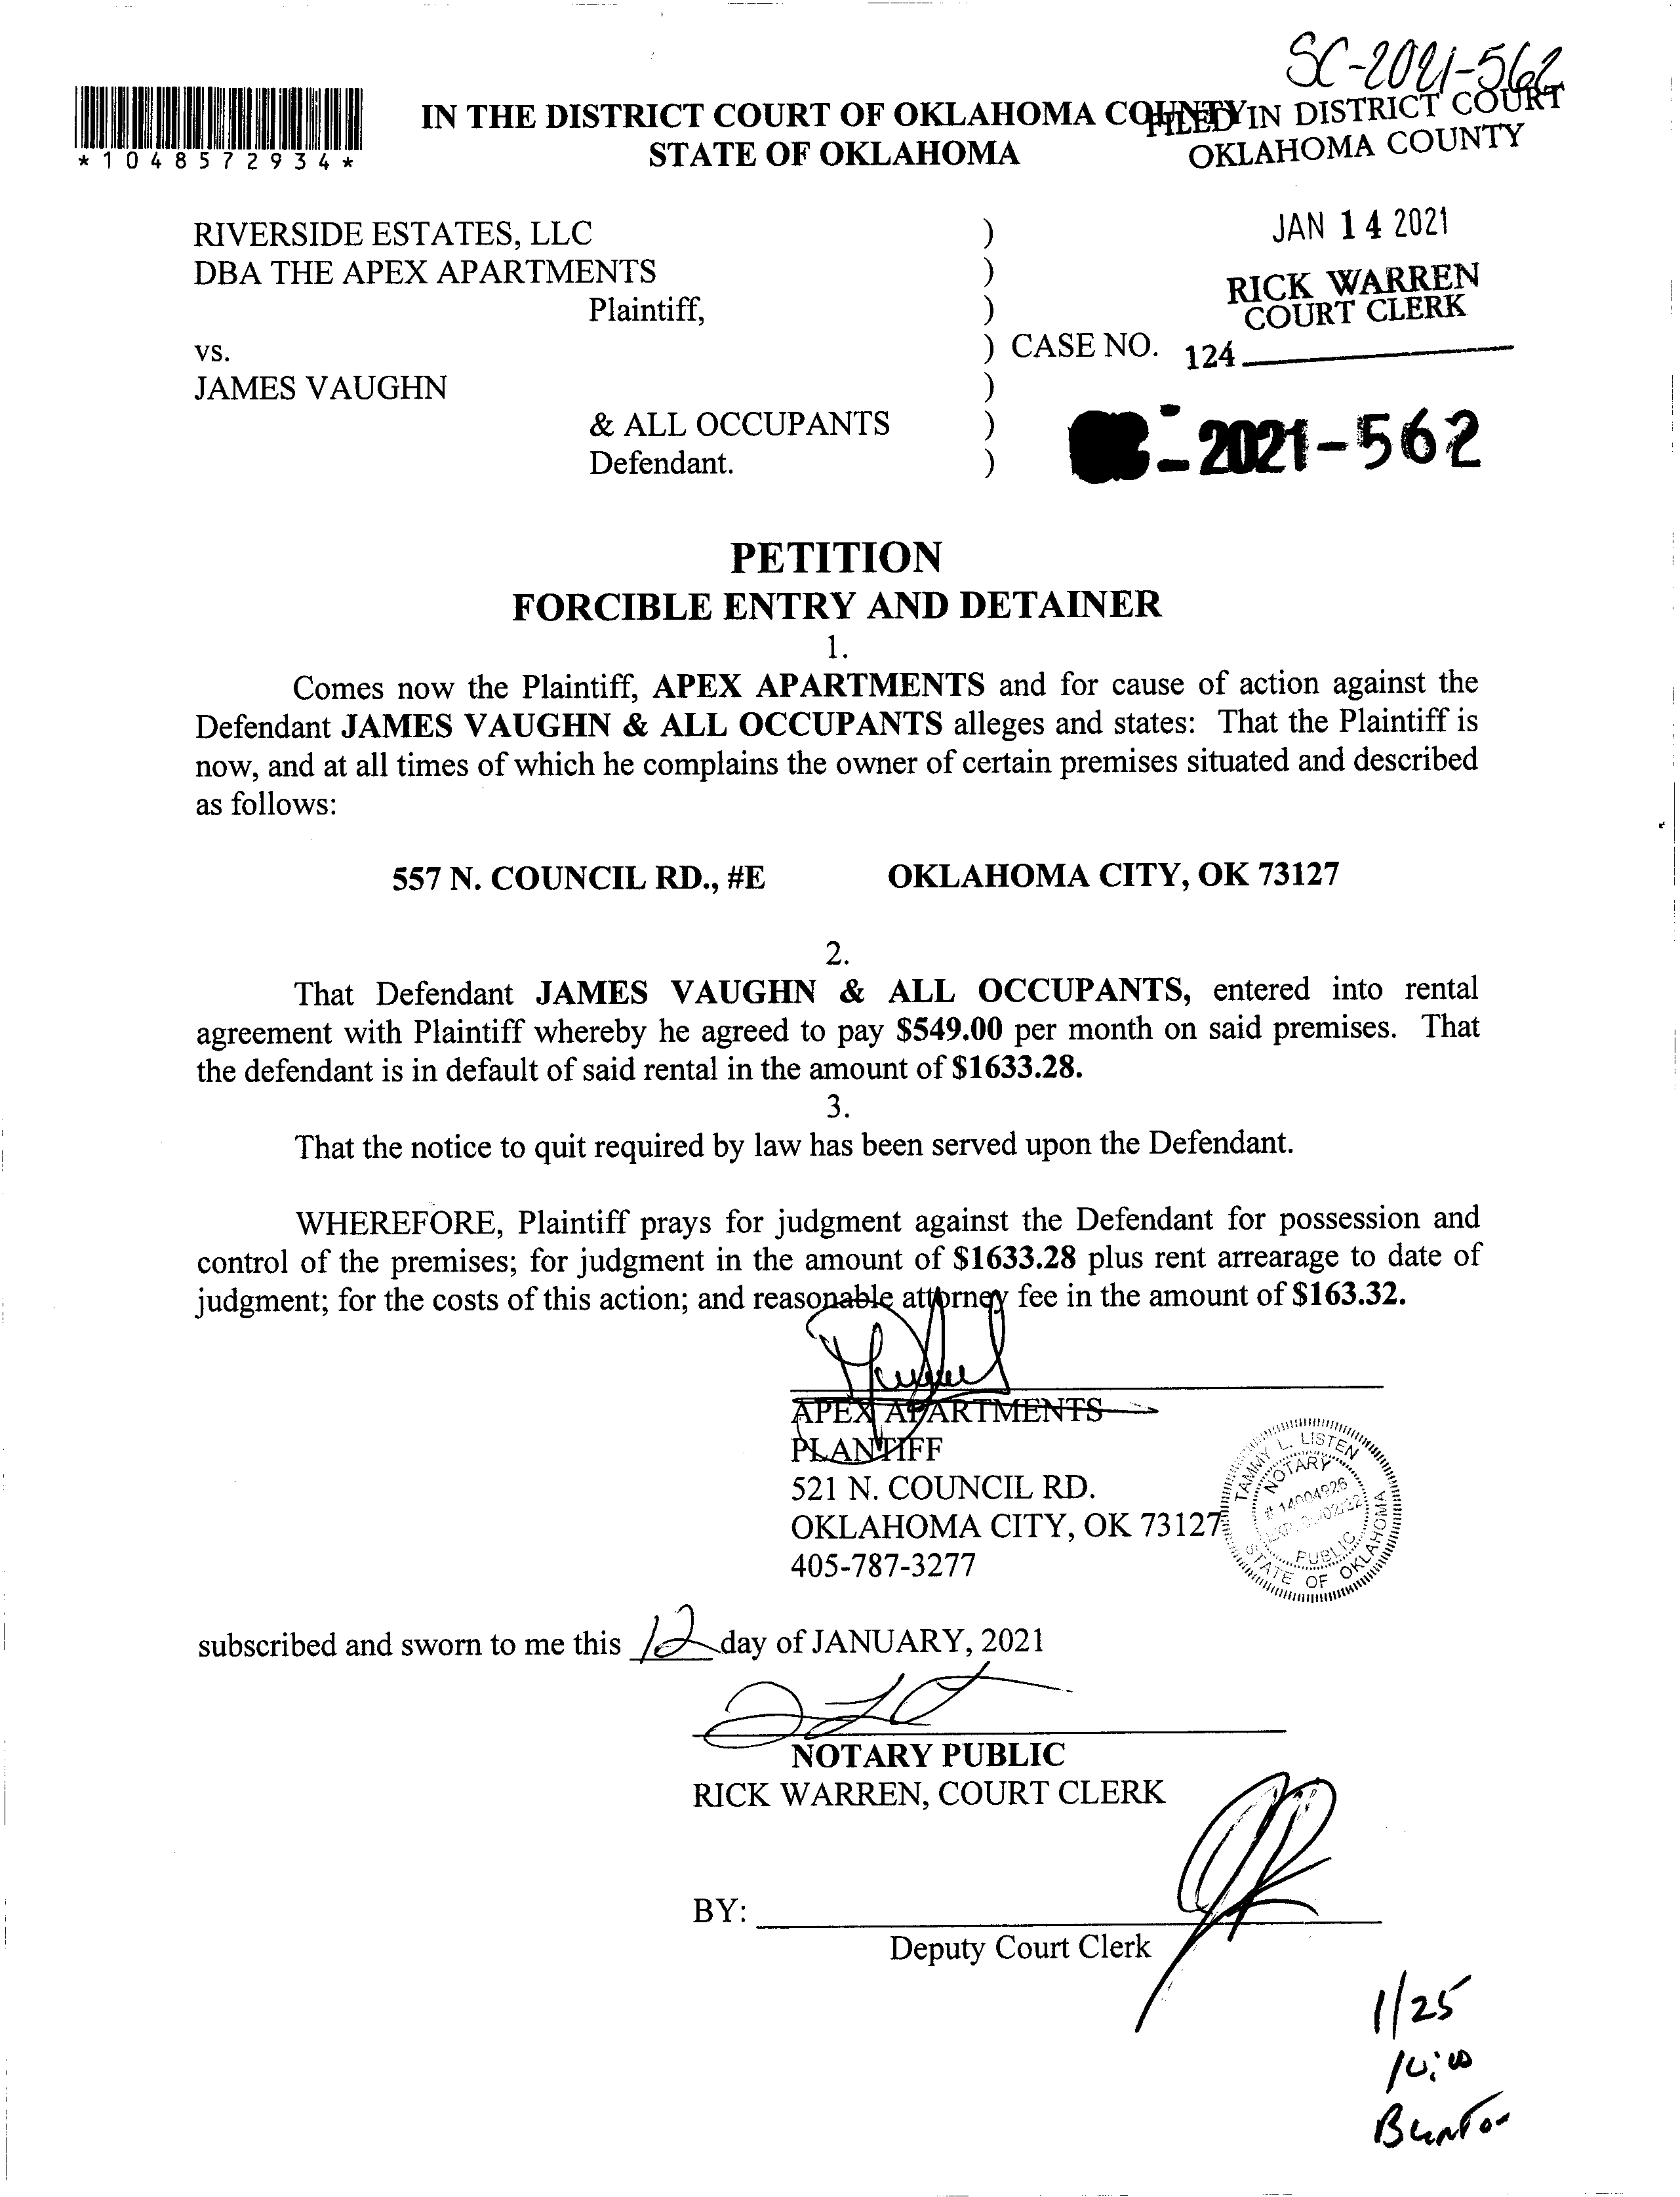 SC-2021-562
*1048572934*
IN THE DISTRICT COURT OF OKLAHOMA COUNTY
STATE OF OKLAHOMA
FILED IN DISTRICT COURT
OKLAHOMA COUNTY
JAN 14 2021
RICK WARREN
COURT CLERK
124
RIVERSIDE ESTATES, LLC )
DBA THE APEX APARTMENTS )
Plaintiff, )
vs. ) CASE NO.
JAMES VAUGHN )
& ALL OCCUPANTS )
Defendant. )
-2021-562
PETITION
FORCIBLE ENTRY AND DETAINER
1.
Comes now the Plaintiff, APEX APARTMENTS and for cause of action against the
Defendant JAMES VAUGHN & ALL OCCUPANTS alleges and states: That the Plaintiff is
now, and at all times of which he complains the owner of certain premises situated and described
as follows:
557 N. COUNCIL RD., #E OKLAHOMA CITY, OK 73127
2.
That Defendant JAMES VAUGHN & ALL OCCUPANTS, entered into rental
agreement with Plaintiff whereby he agreed to pay $549.00 per month on said premises. That
the defendant is in default of said rental in the amount of $1633.28.
3.
That the notice to quit required by law has been served upon the Defendant.
WHEREFORE, Plaintiff prays for judgment against the Defendant for possession and
control of the premises; for judgment in the amount of $1633.28 plus rent arrearage to date of
judgment; for the costs of this action; and reasonable attorney fee in the amount of $163.32.
APEX APARTMENTS
PLANTIFF
521 N. COUNCIL RD.
OKLAHOMA CITY, OK 73127
405-787-3277
TAMMY L. LISTEN
NOTARY
# 14004926
PUBLIC
STATE OF OKLAHOMA
subscribed and sworn to me this 12 day of JANUARY, 2021
NOTARY PUBLIC
RICK WARREN, COURT CLERK
BY:
Deputy Court Clerk
1/25
10:00